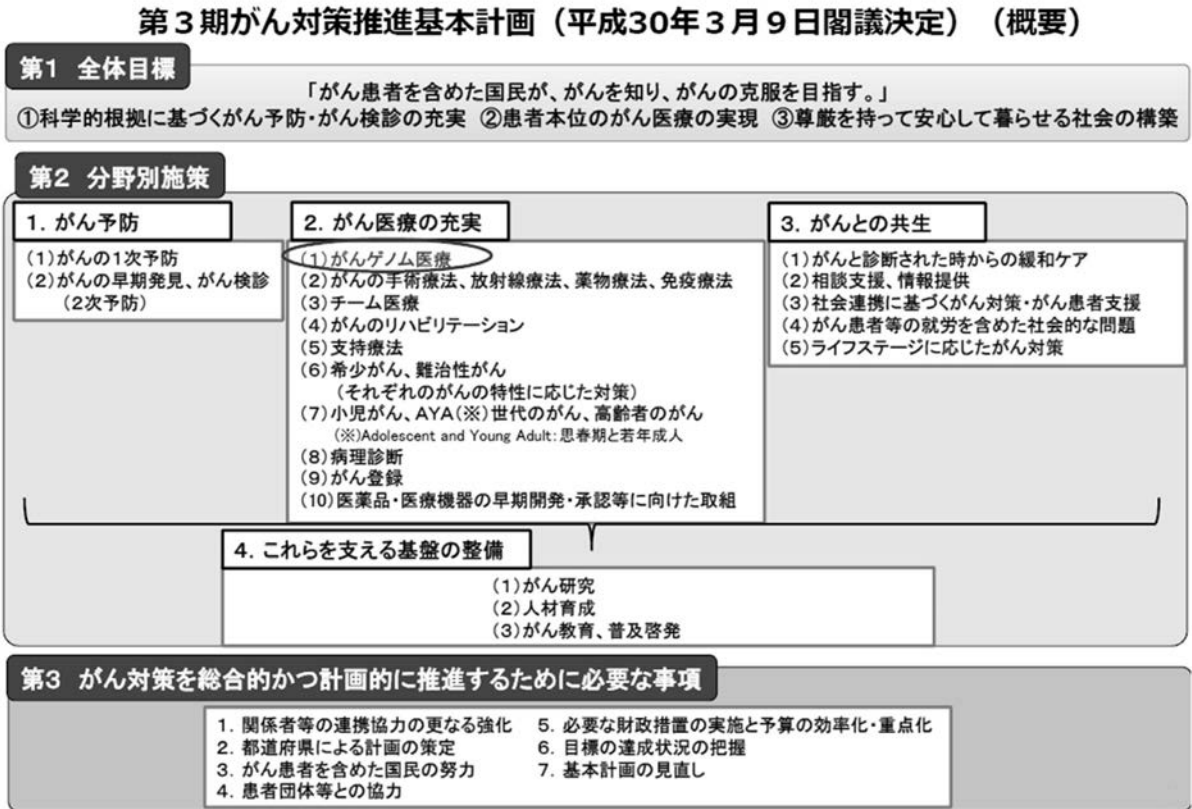 第３期がん対策推進基本計画（平成30年３月９日閣議決定）（概要）
第１ 全体目標
「がん患者を含めた国民が、がんを知り、がんの克服を目指す。」
①科学的根拠に基づくがん予防・がん検診の充実 ②患者本位のがん医療の実現 ③尊厳を持って安心して暮らせる社会の構築
第２ 分野別施策
１．がん予防
（１）がんの１次予防
（２）がんの早期発見、がん検診
（２次予防）
２．がん医療の充実
（１）がんゲノム医療
（２）がんの手術療法、放射線療法、薬物療法、免疫療法
（３）チーム医療
（４）がんのリハビリテーション
（５）支持療法
（６）希少がん、難治性がん
（それぞれのがんの特性に応じた対策）
（７）小児がん、AYA（※）世代のがん、高齢者のがん
（※）Adolescent and Young Adult：思春期と若年成人
（８）病理診断
（９）がん登録
（10）医薬品・医療機器の早期開発・承認等に向けた取組
３．がんとの共生
（１）がんと診断された時からの緩和ケア
（２）相談支援、情報提供
（３）社会連携に基づくがん対策・がん患者支援
（４）がん患者等の就労を含めた社会的な問題
（５）ライフステージに応じたがん対策
４．これらを支える基盤の整備
（１）がん研究
（２）人材育成
（３）がん教育、普及啓発
第３ がん対策を総合的かつ計画的に推進するために必要な事項
１．関係者等の連携協力の更なる強化
２．都道府県による計画の策定
３．がん患者を含めた国民の努力
４．患者団体等との協力
５．必要な財政措置の実施と予算の効率化・重点化
６．目標の達成状況の把握
７．基本計画の見直し